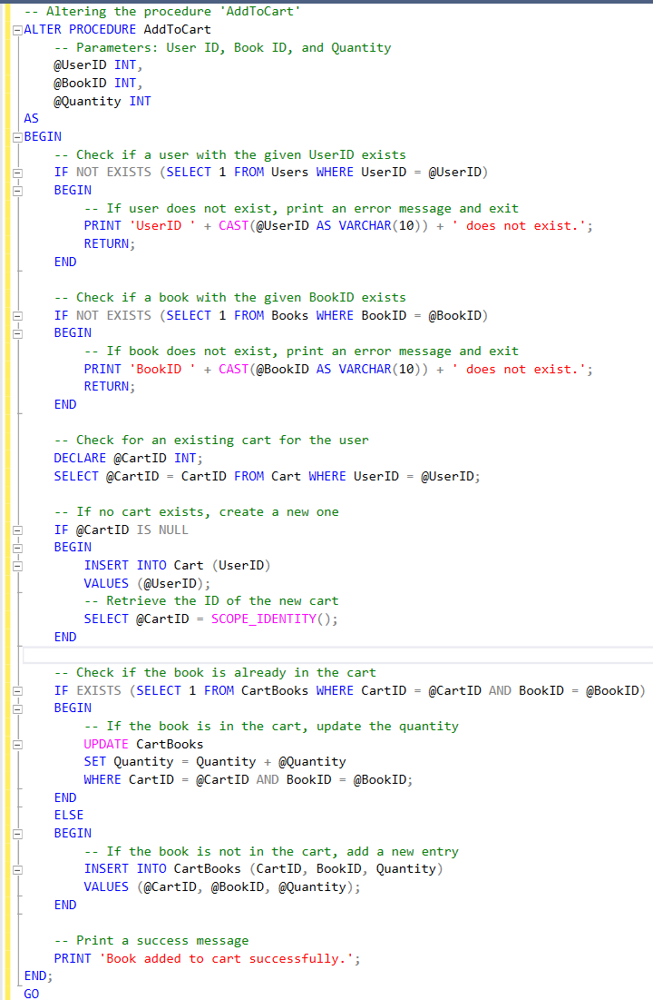 -- Altering the procedure 'AddToCart'
ALTER PROCEDURE AddToCart
    -- Parameters: User ID, Book ID, and Quantity
    @UserID INT,
    @BookID INT,
    @Quantity INT
AS
BEGIN
    -- Check if a user with the given UserID exists
    IF NOT EXISTS (SELECT 1 FROM Users WHERE UserID = @UserID)
    BEGIN
        -- If user does not exist, print an error message and exit
        PRINT 'UserID ' + CAST(@UserID AS VARCHAR(10)) + ' does not exist.';
        RETURN;
    END

    -- Check if a book with the given BookID exists
    IF NOT EXISTS (SELECT 1 FROM Books WHERE BookID = @BookID)
    BEGIN
        -- If book does not exist, print an error message and exit
        PRINT 'BookID ' + CAST(@BookID AS VARCHAR(10)) + ' does not exist.';
        RETURN;
    END

    -- Check for an existing cart for the user
    DECLARE @CartID INT;
    SELECT @CartID = CartID FROM Cart WHERE UserID = @UserID;

    -- If no cart exists, create a new one
    IF @CartID IS NULL
    BEGIN
        INSERT INTO Cart (UserID)
        VALUES (@UserID);
        -- Retrieve the ID of the new cart
        SELECT @CartID = SCOPE_IDENTITY();
    END

    -- Check if the book is already in the cart
    IF EXISTS (SELECT 1 FROM CartBooks WHERE CartID = @CartID AND BookID = @BookID)
    BEGIN
        -- If the book is in the cart, update the quantity
        UPDATE CartBooks
        SET Quantity = Quantity + @Quantity
        WHERE CartID = @CartID AND BookID = @BookID;
    END
    ELSE
    BEGIN
        -- If the book is not in the cart, add a new entry
        INSERT INTO CartBooks (CartID, BookID, Quantity)
        VALUES (@CartID, @BookID, @Quantity);
    END

    -- Print a success message
    PRINT 'Book added to cart successfully.';
END;
GO